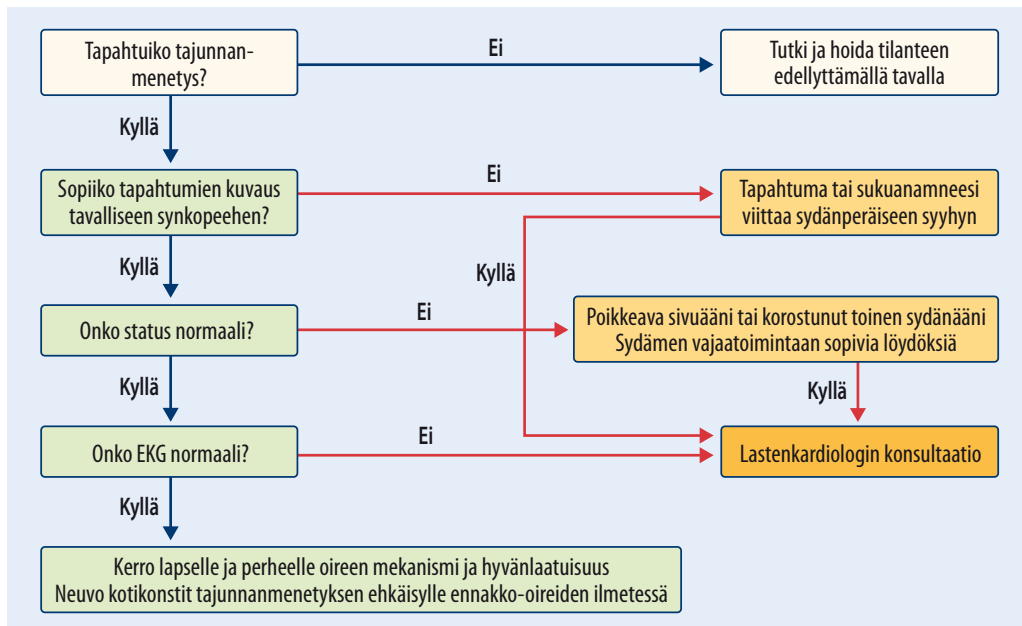 Tapahtuiko tajunnan-
menetys?
Ei
Tutki ja hoida tilanteen
edellyttämällä tavalla
Kyllä
Sopiiko tapahtumien kuvaus
tavalliseen synkopeehen?
Ei
Tapahtuma tai sukuanamneesi
viittaa sydänperäiseen syyhyn
Kyllä
Kyllä
Onko status normaali?
Ei
Poikkeava sivuääni tai korostunut toinen sydänääni
Sydämen vajaatoimintaan sopivia löydöksiä
Kyllä
Kyllä
Onko EKG normaali?
Ei
Lastenkardiologin konsultaatio
Kyllä
Kerro lapselle ja perheelle oireen mekanismi ja hyvänlaatuisuus
Neuvo kotikonstit tajunnanmenetyksen ehkäisylle ennakko-oireiden ilmetessä